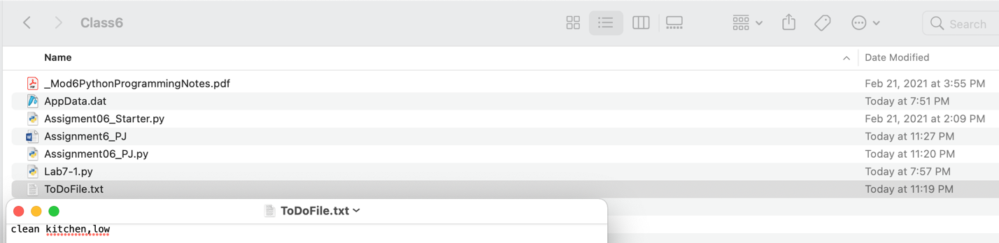 Class6
Search
Name Date Modified
_Mod6PythonProgrammingNotes.pdf Feb 21, 2021 at 3:55 PM
AppData.dat Today at 7:51 PM
Assigment06_Starter.py Feb 21, 2021 at 2:09 PM
Assignment6_PJ Today at 11:27 PM
Assignment06_PJ.py Today at 11:20 PM
Lab7-1.py Today at 7:57 PM
ToDoFile.txt Today at 11:19 PM
ToDoFile.txt
clean kitchen,low